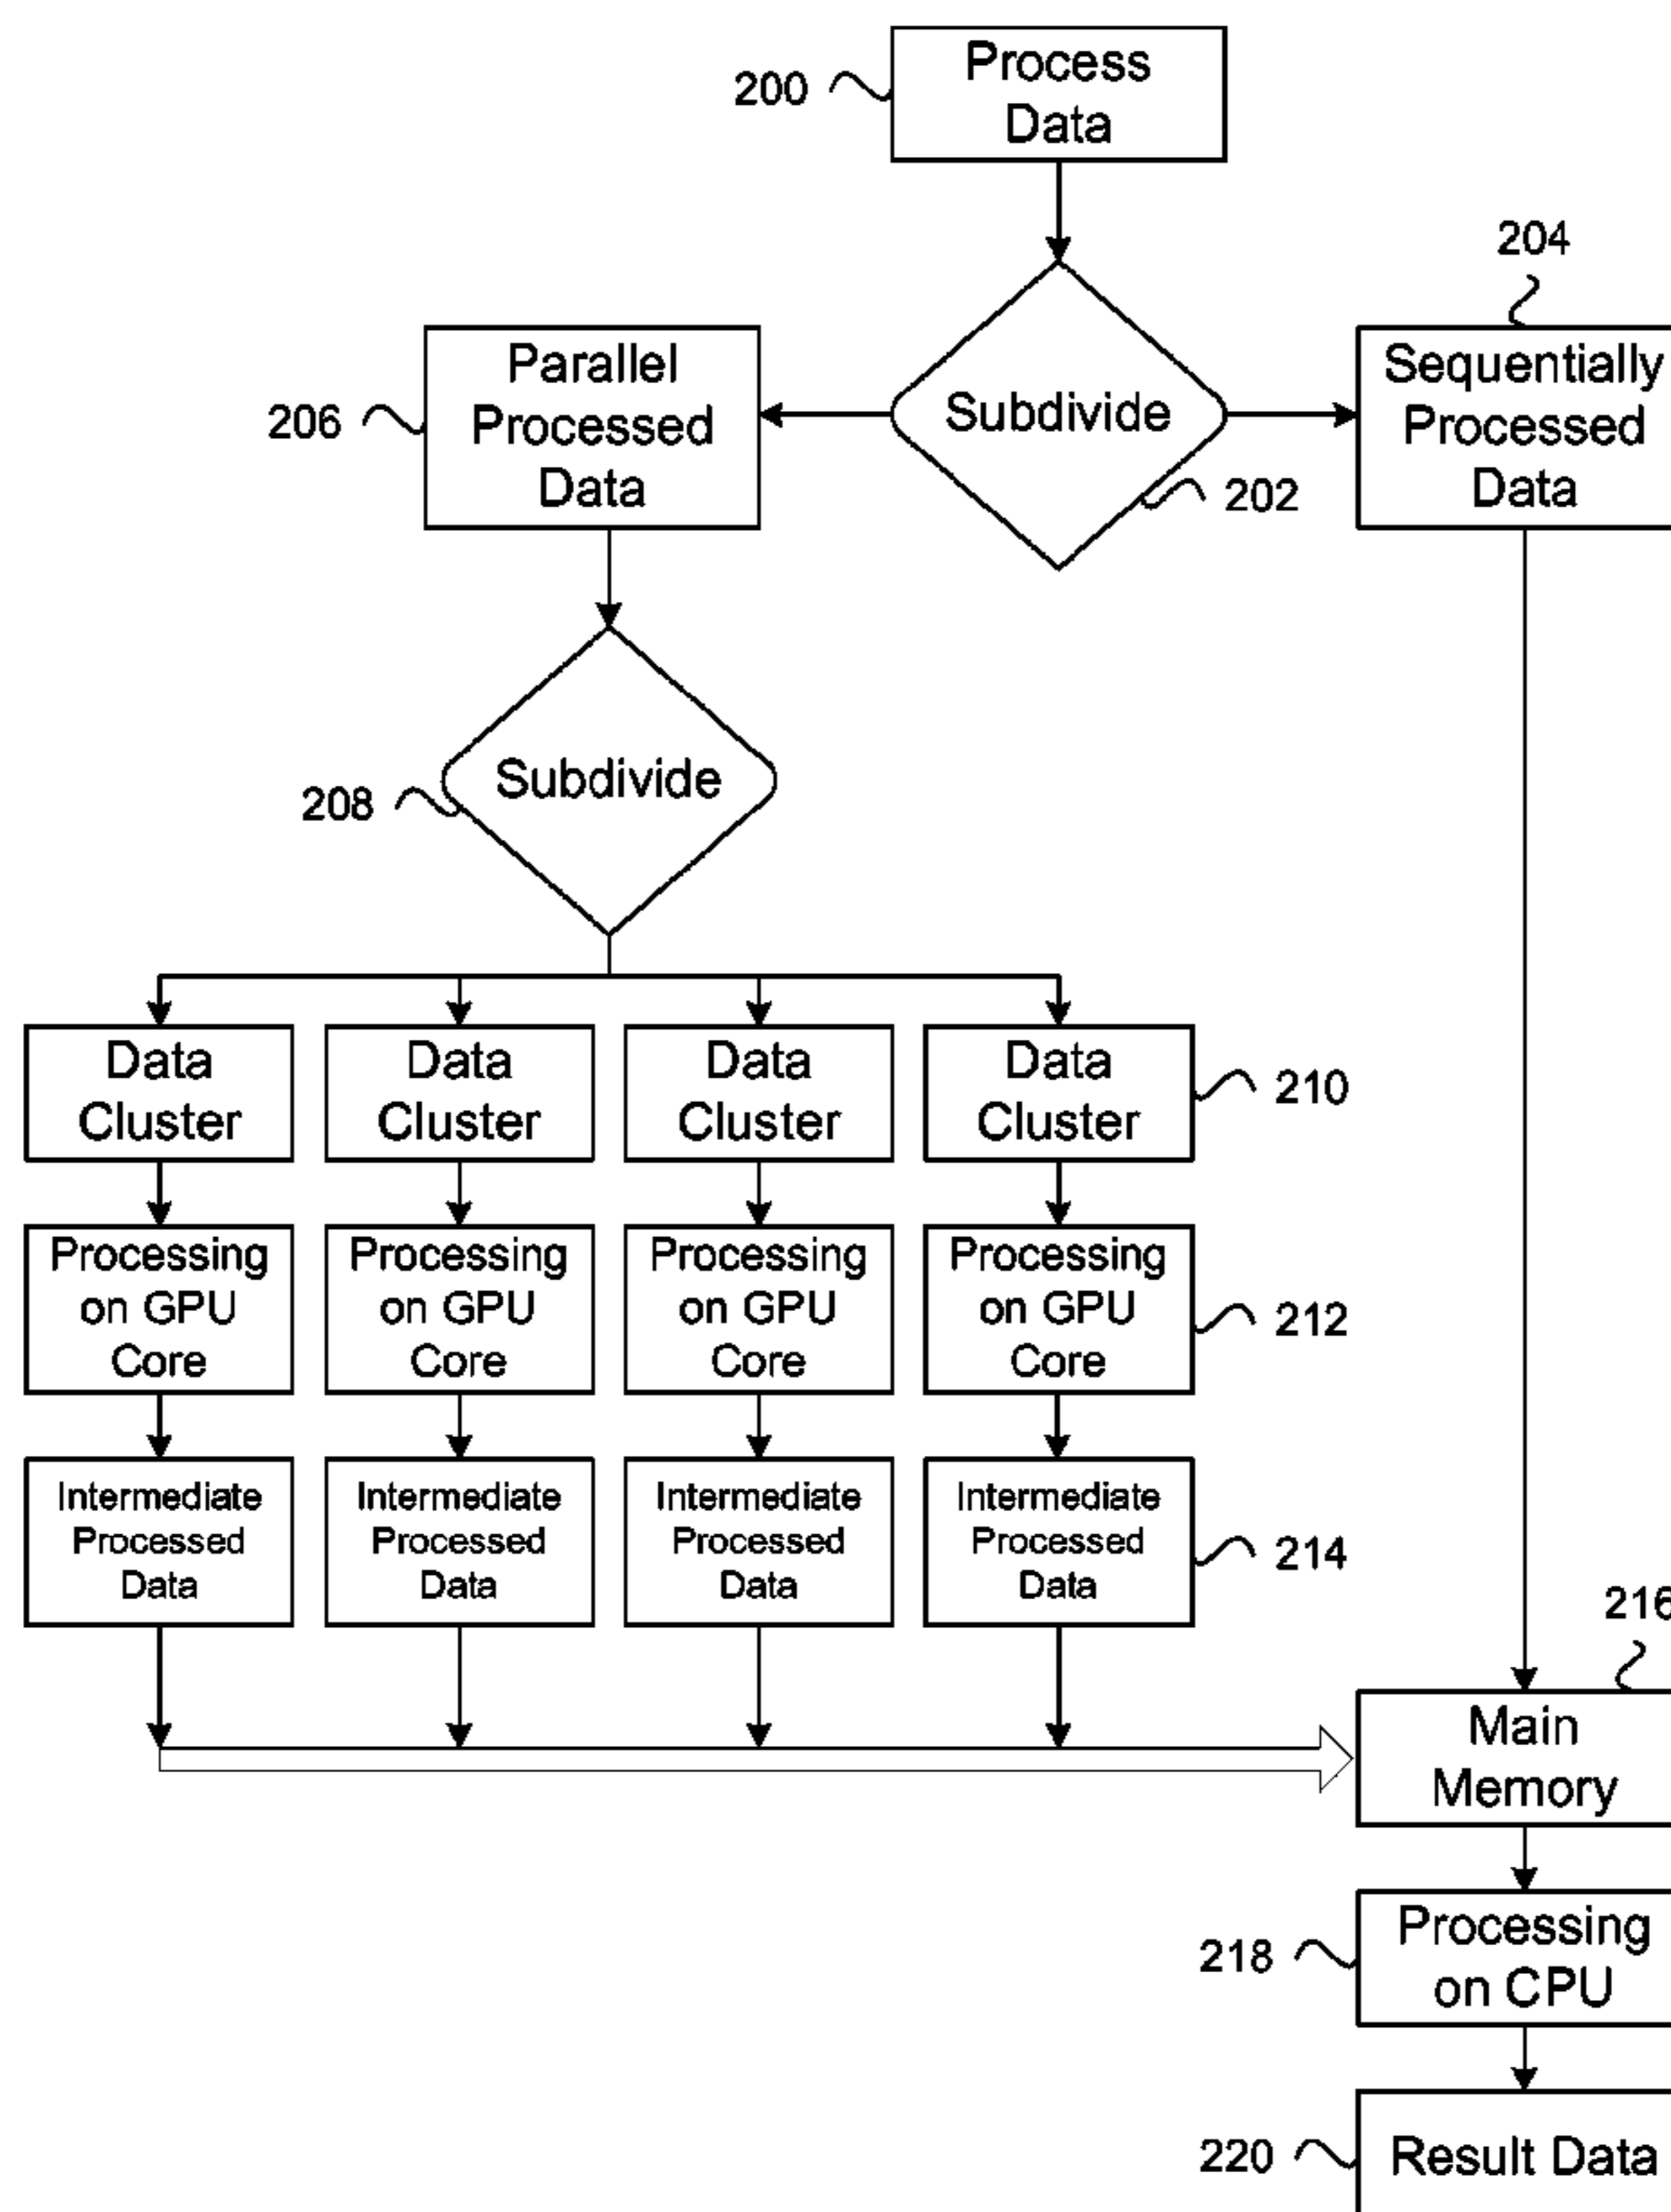 200
Process
Data
204
Parallel
Processed
Data
206
Subdivide
202
Sequentially
Processed
Data
Subdivide
208
Data
Cluster
Data
Cluster
Data
Cluster
Data
Cluster
210
Processing
on GPU
Core
Processing
on GPU
Core
Processing
on GPU
Core
Processing
on GPU
Core
212
Intermediate
Processed
Data
Intermediate
Processed
Data
Intermediate
Processed
Data
Intermediate
Processed
Data
214
216
Main
Memory
218
Processing
on CPU
220
Result Data